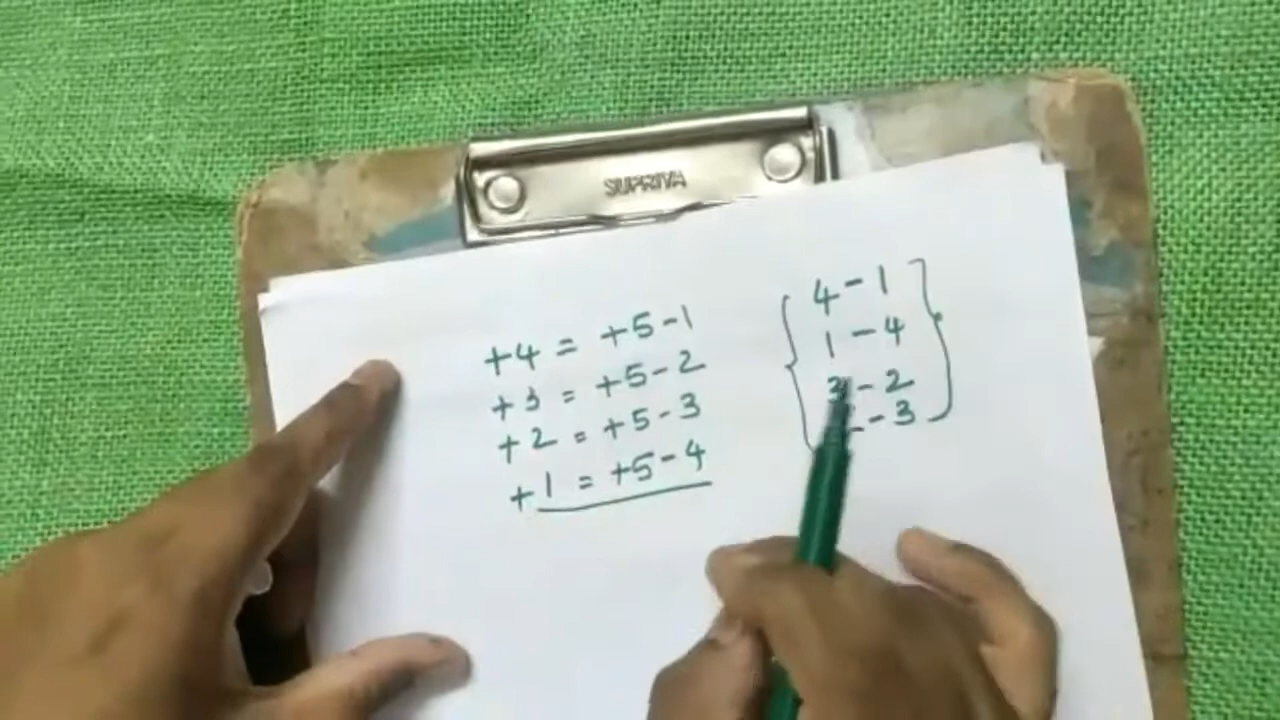 SUPRIYA
+4 = +5-1
+3 = +5-2
+2 = +5-3
+1 = +5-4
4-1
1-4
3-2
2-3